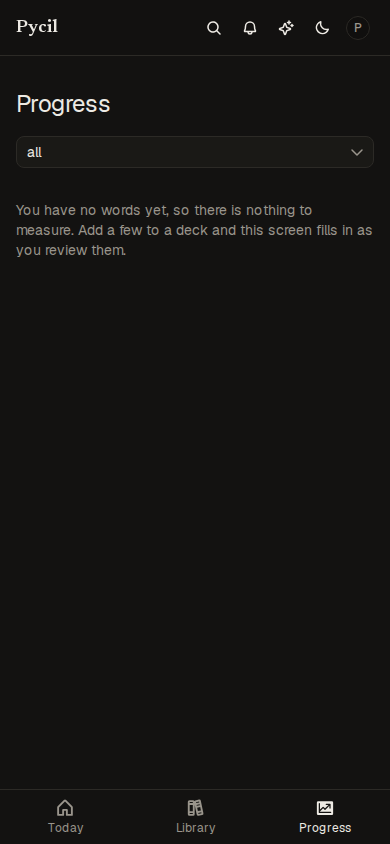 Pycil
P
Progress
all
You have no words yet, so there is nothing to
measure. Add a few to a deck and this screen fills in as
you review them.
Today
Library
Progress